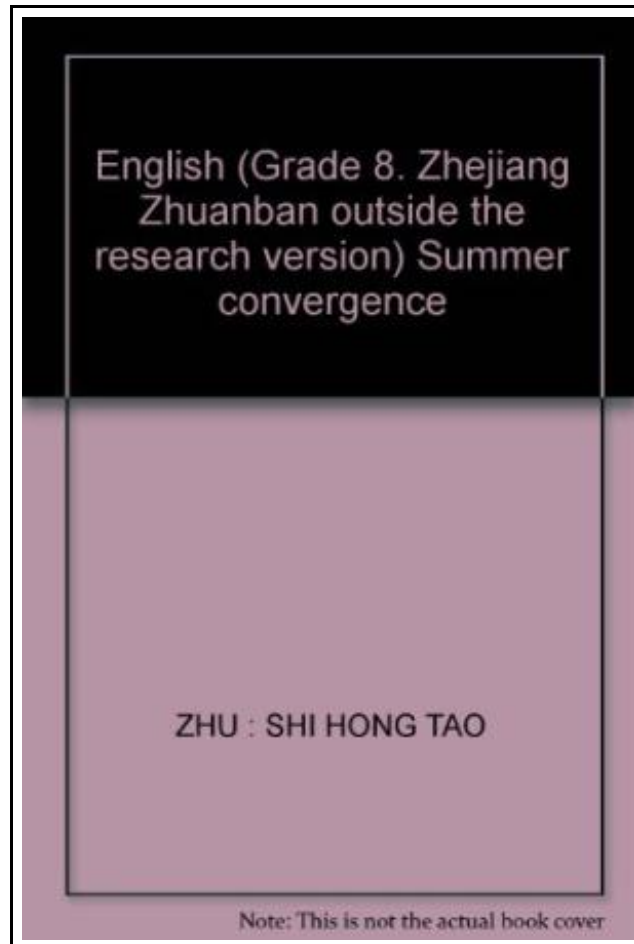 English (Grade 8. Zhejiang
Zhuanban outside the
research version) Summer
convergence
ZHU : SHI HONG TAO
Note: This is not the actual book cover